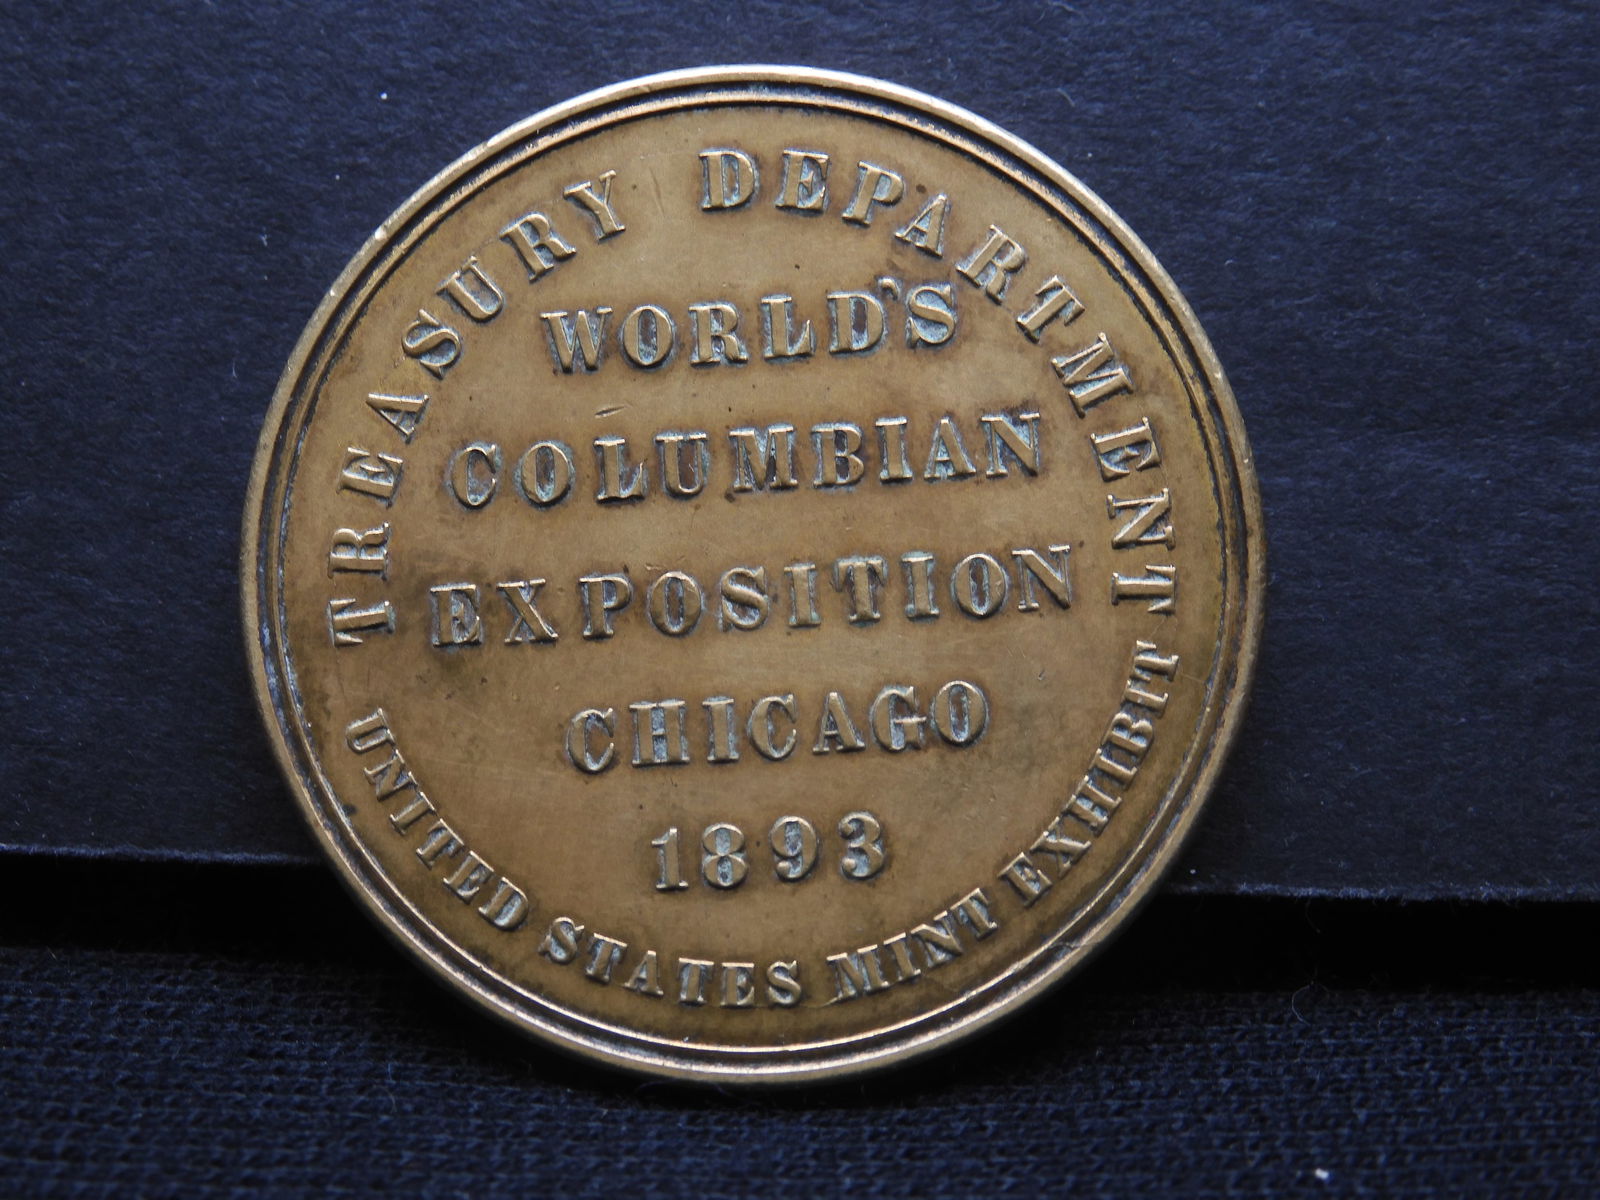 TREASURY DEPARTMENT
WORLD'S
COLUMBIAN
EXPOSITION
CHICAGO
1893
UNITED STATES MINT EXHIBIT